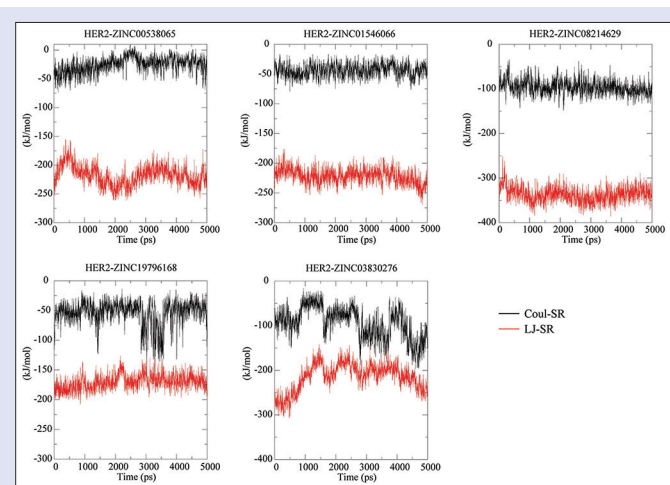 HER2-ZINC00538065
0
-50
-100
-150
-200
-250
-300
(kJ/mol)
0 1000 2000 3000 4000 5000
Time (ps)
HER2-ZINC01546066
0
-50
-100
-150
-200
-250
-300
(kJ/mol)
0 1000 2000 3000 4000 5000
Time (ps)
HER2-ZINC08214629
0
-100
-200
-300
-400
(kJ/mol)
0 1000 2000 3000 4000 5000
Time (ps)
HER2-ZINC19796168
0
-50
-100
-150
-200
-250
-300
(kJ/mol)
0 1000 2000 3000 4000 5000
Time (ps)
HER2-ZINC03830276
0
-100
-200
-300
-400
(kJ/mol)
0 1000 2000 3000 4000 5000
Time (ps)
Coul-SR
LJ-SR